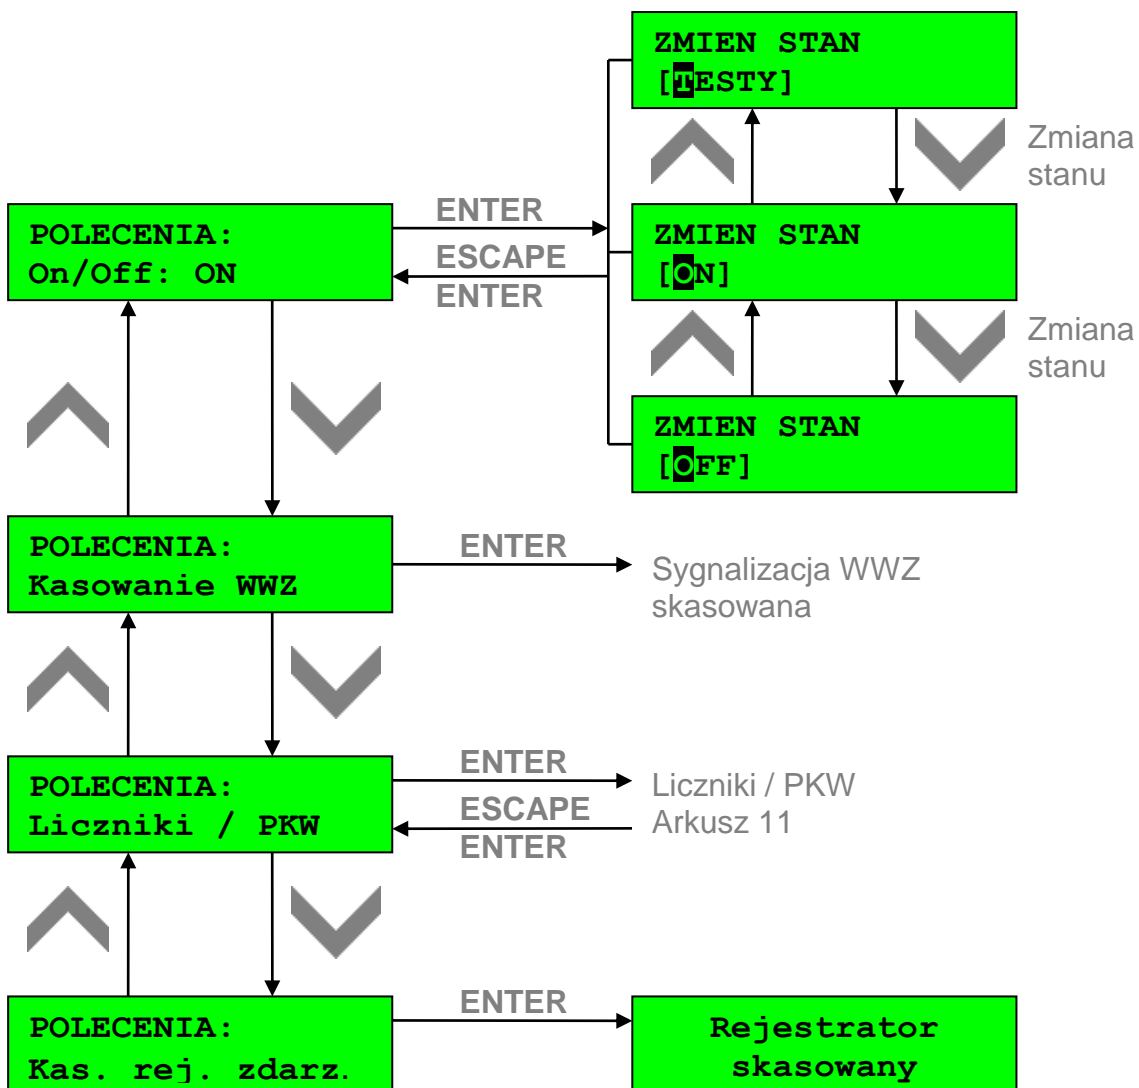 ZMIEN STAN
[TESTY]
Zmiana
stanu
POLECENIA:
On/Off: ON
ENTER
ESCAPE
ENTER
ZMIEN STAN
[ON]
Zmiana
stanu
ZMIEN STAN
[OFF]
POLECENIA:
Kasowanie WWZ
ENTER
Sygnalizacja WWZ
skasowana
POLECENIA:
Liczniki / PKW
ENTER
ESCAPE
ENTER
Liczniki / PKW
Arkusz 11
POLECENIA:
Kas. rej. zdarz.
ENTER
Rejestrator
skasowany